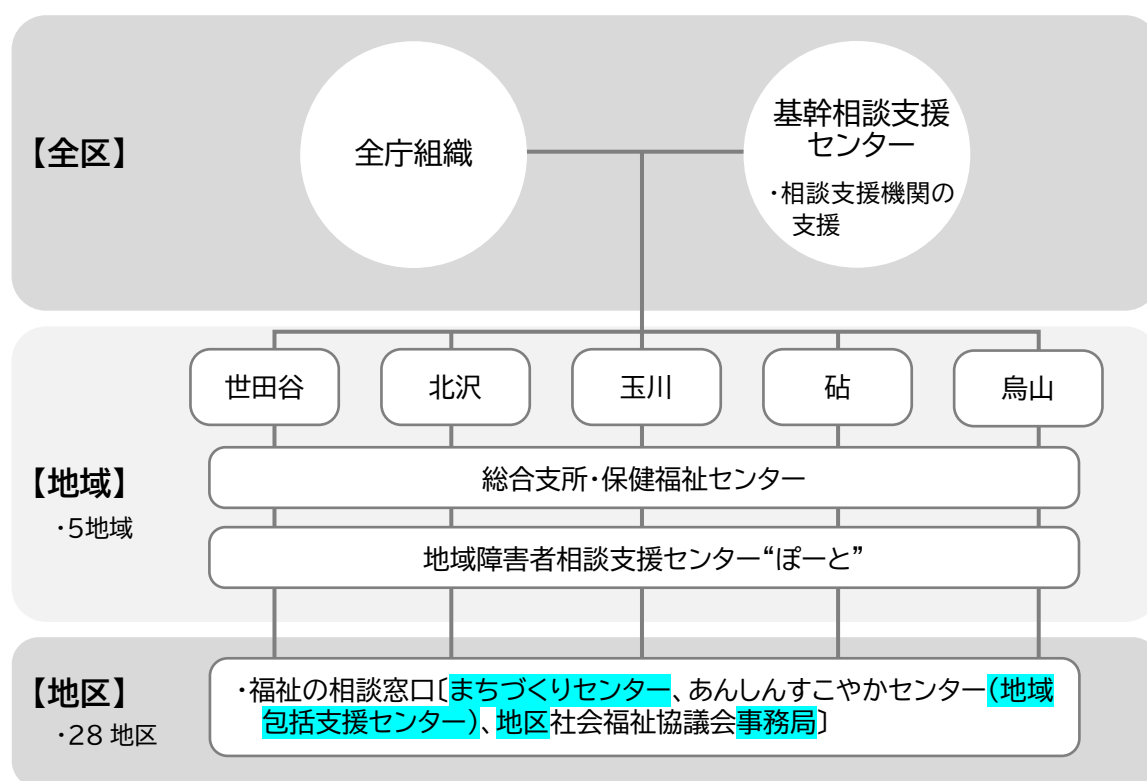 【全区】
全庁組織
基幹相談支援
センター
・相談支援機関の
支援
世田谷
北沢
玉川
砧
烏山
【地域】
・5地域
総合支所・保健福祉センター
地域障害者相談支援センター“ぽーと”
【地区】
・28 地区
・福祉の相談窓口〔まちづくりセンター、あんしんすこやかセンター(地域
包括支援センター)、地区社会福祉協議会事務局〕